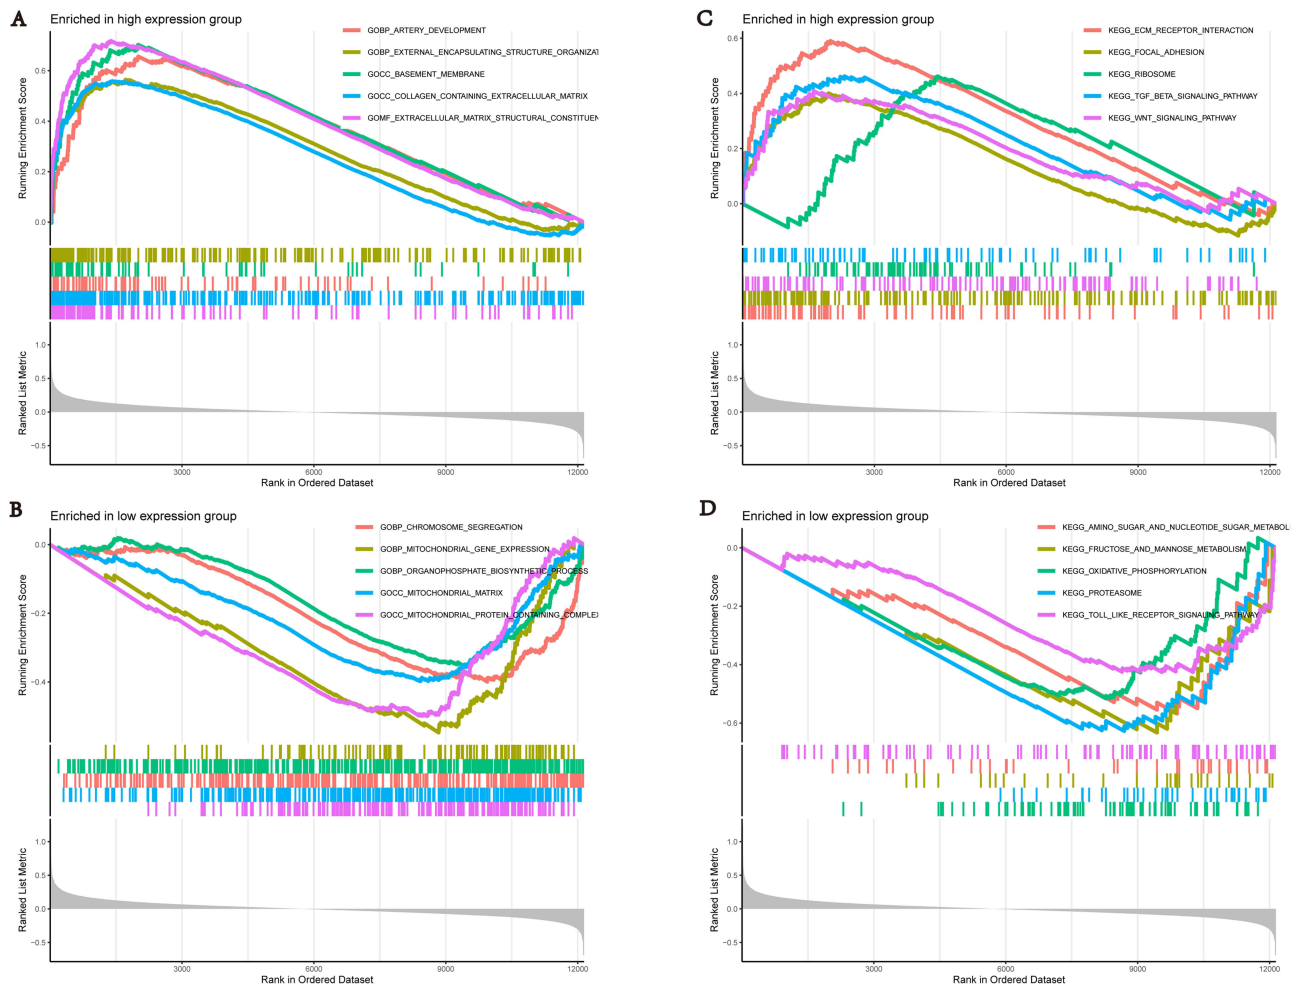 A
Enriched in high expression group
GOBP_ARTERY_DEVELOPMENT
GOBP_EXTERNAL_ENCAPSULATING_STRUCTURE_ORGANIZAT
GOCC_BASEMENT_MEMBRANE
GOCC_COLLAGEN_CONTAINING_EXTRACELLULAR_MATRIX
GOMF_EXTRACELLULAR_MATRIX_STRUCTURAL_CONSTITUEN
Running Enrichment Score
0.6
0.4
0.2
0.0
Ranked List Metric
1.0
0.5
0.0
−0.5
3000 6000 9000 12000
Rank in Ordered Dataset
C
Enriched in high expression group
KEGG_ECM_RECEPTOR_INTERACTION
KEGG_FOCAL_ADHESION
KEGG_RIBOSOME
KEGG_TGF_BETA_SIGNALING_PATHWAY
KEGG_WNT_SIGNALING_PATHWAY
Running Enrichment Score
0.6
0.4
0.2
0.0
Ranked List Metric
1.0
0.5
0.0
−0.5
3000 6000 9000 12000
Rank in Ordered Dataset
B
Enriched in low expression group
GOBP_CHROMOSOME_SEGREGATION
GOBP_MITOCHONDRIAL_GENE_EXPRESSION
GOBP_ORGANOPHOSPHATE_BIOSYNTHETIC_PROCESS
GOCC_MITOCHONDRIAL_MATRIX
GOCC_MITOCHONDRIAL_PROTEIN_CONTAINING_COMPLEX
Running Enrichment Score
0.0
−0.2
−0.4
Ranked List Metric
1.0
0.5
0.0
−0.5
3000 6000 9000 12000
Rank in Ordered Dataset
D
Enriched in low expression group
KEGG_AMINO_SUGAR_AND_NUCLEOTIDE_SUGAR_METABOL
KEGG_FRUCTOSE_AND_MANNOSE_METABOLISM
KEGG_OXIDATIVE_PHOSPHORYLATION
KEGG_PROTEASOME
KEGG_TOLL_LIKE_RECEPTOR_SIGNALING_PATHWAY
Running Enrichment Score
0.0
−0.2
−0.4
−0.6
Ranked List Metric
1.0
0.5
0.0
−0.5
3000 6000 9000 12000
Rank in Ordered Dataset